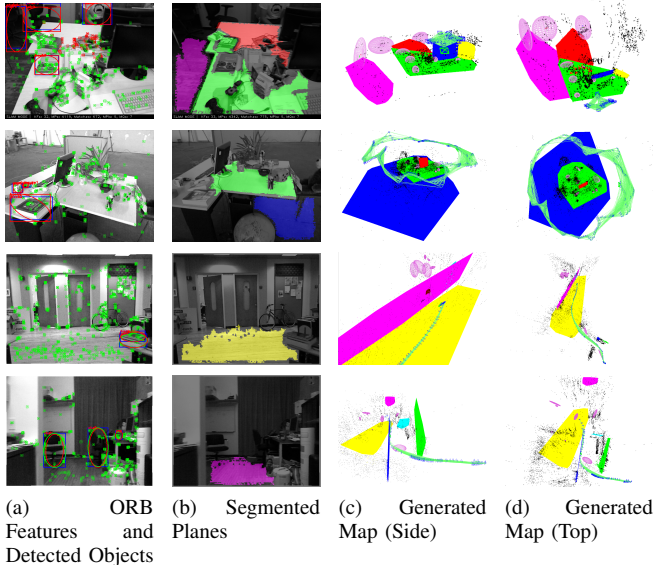 (a) ORB
Features and
Detected Objects
(b) Segmented
Planes
(c) Generated
Map (Side)
(d) Generated
Map (Top)